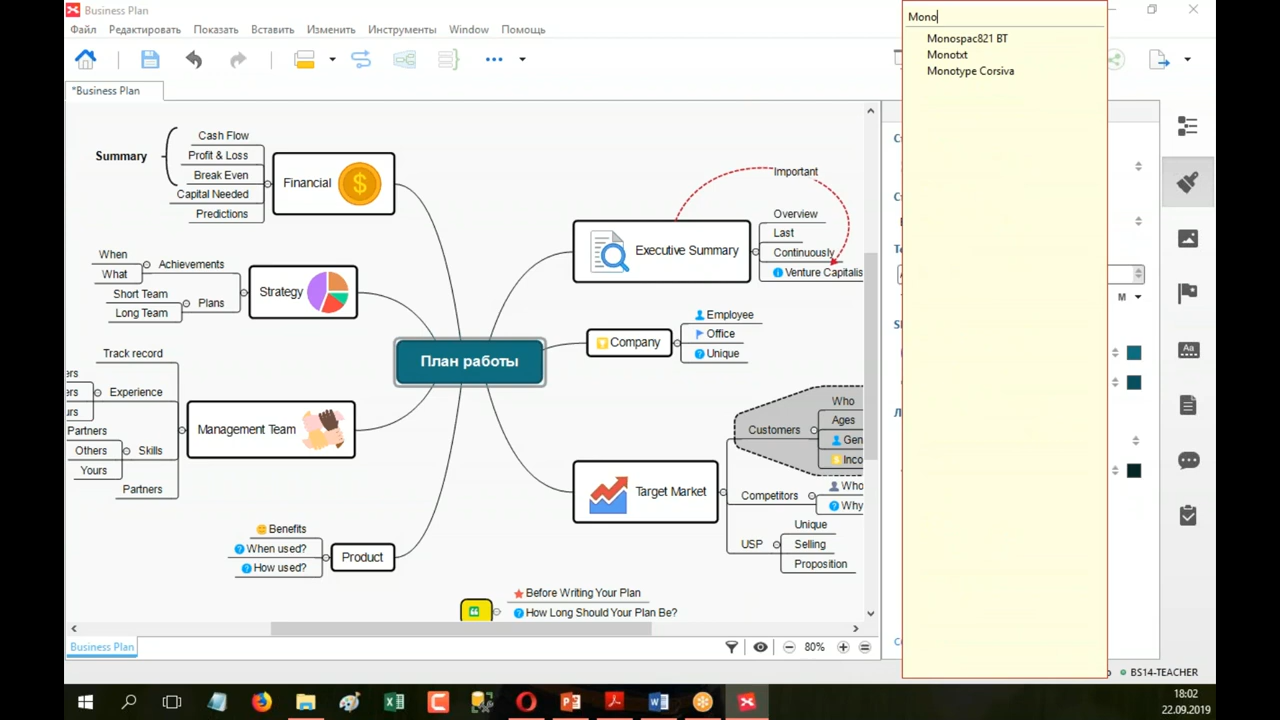 Business Plan
Файл Редактировать Показать Вставить Изменить Инструменты Window Помощь
*Business Plan
Mono
Monospac821 BT
Monotxt
Monotype Corsiva
Summary
Cash Flow
Profit & Loss
Break Even
Capital Needed
Predictions
Financial
Important
Executive Summary
Overview
Last
Continuously
Venture Capitalis
When
What
Achievements
Short Team
Long Team
Plans
Strategy
Company
Employee
Office
Unique
План работы
Track record
ers
ers
urs
Experience
Partners
Others
Yours
Skills
Partners
Management Team
Customers
Who
Ages
Gen
Inco
Target Market
Competitors
Who
Why
USP
Unique
Selling
Proposition
Benefits
When used?
How used?
Product
Before Writing Your Plan
How Long Should Your Plan Be?
M
Business Plan
80%
BS14-TEACHER
18:02
22.09.2019